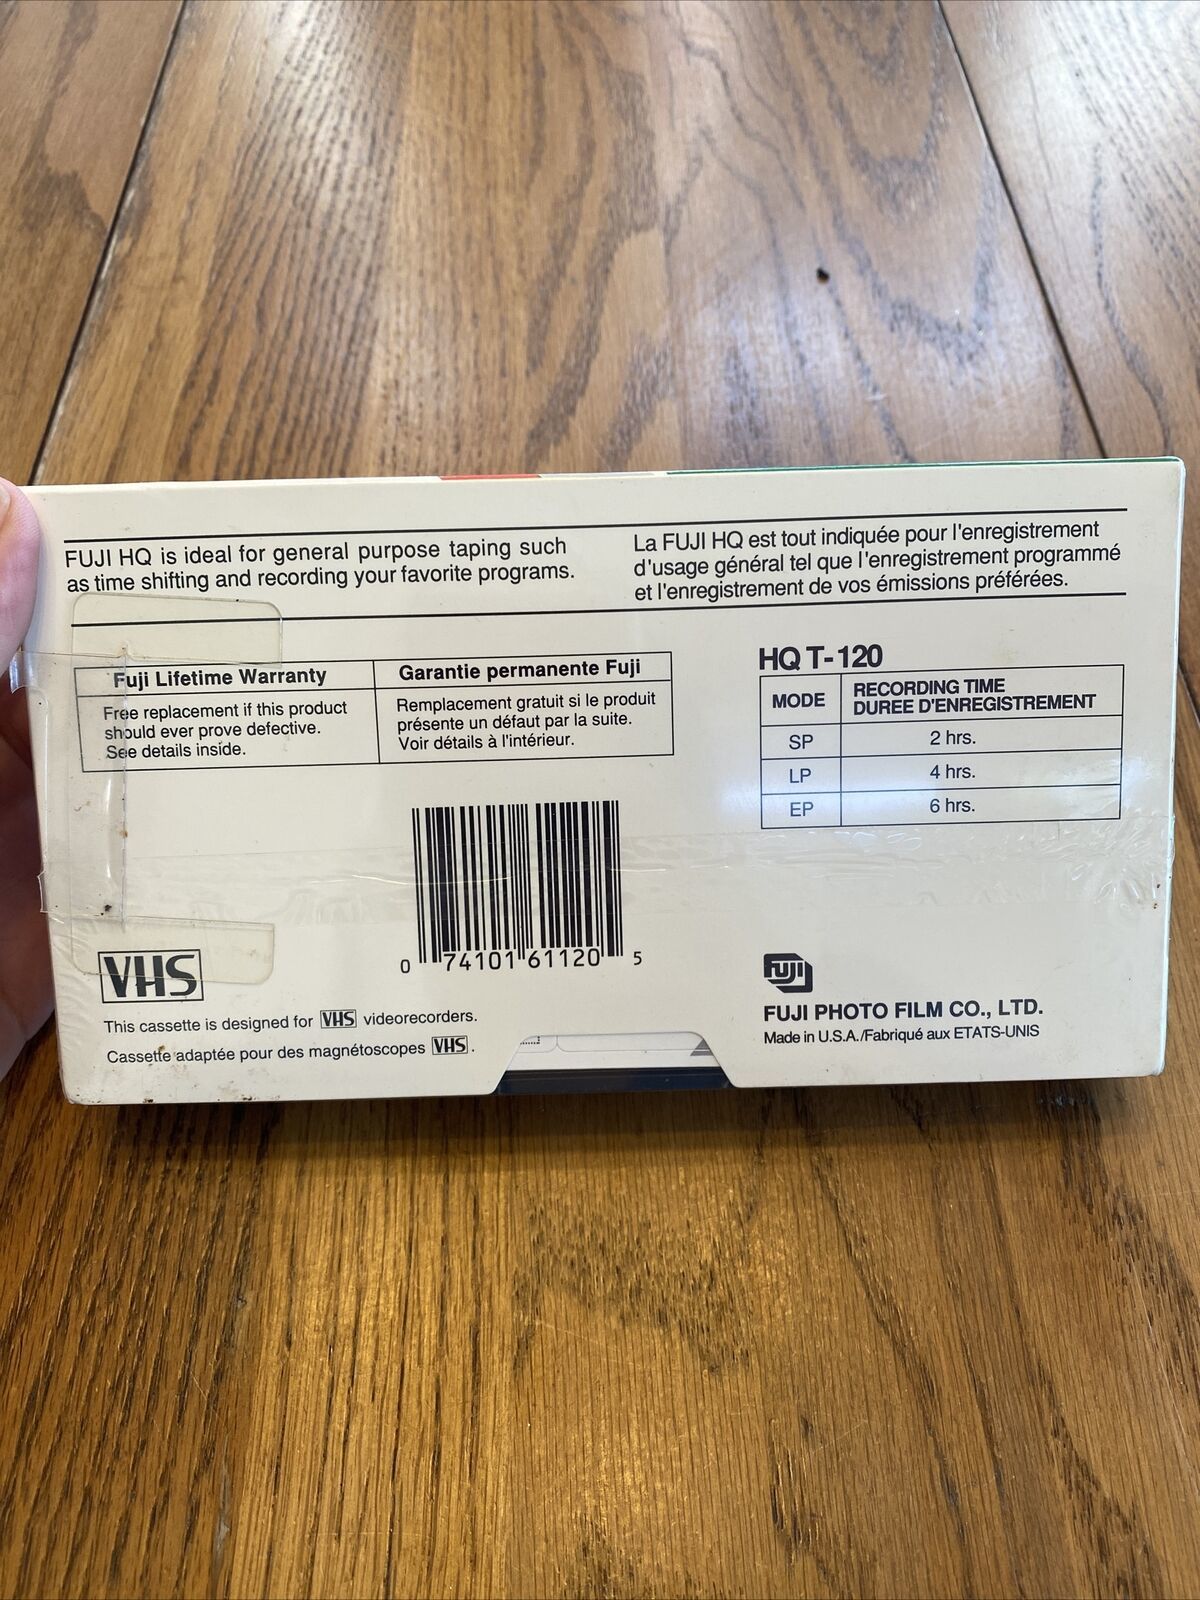 FUJI HQ is ideal for general purpose taping such
as time shifting and recording your favorite programs.
La FUJI HQ est tout indiquée pour l'enregistrement
d'usage général tel que l'enregistrement programmé
et l'enregistrement de vos émissions préférées.
Fuji Lifetime Warranty
Free replacement if this product
should ever prove defective.
See details inside.
Garantie permanente Fuji
Remplacement gratuit si le produit
présente un défaut par la suite.
Voir détails à l'intérieur.
HQ T-120
MODE RECORDING TIME
DUREE D'ENREGISTREMENT
SP 2 hrs.
LP 4 hrs.
EP 6 hrs.
0 74101 61120 5
VHS
This cassette is designed for VHS videorecorders.
Cassette adaptée pour des magnétoscopes VHS.
FUJI
FUJI PHOTO FILM CO., LTD.
Made in U.S.A./Fabriqué aux ETATS-UNIS